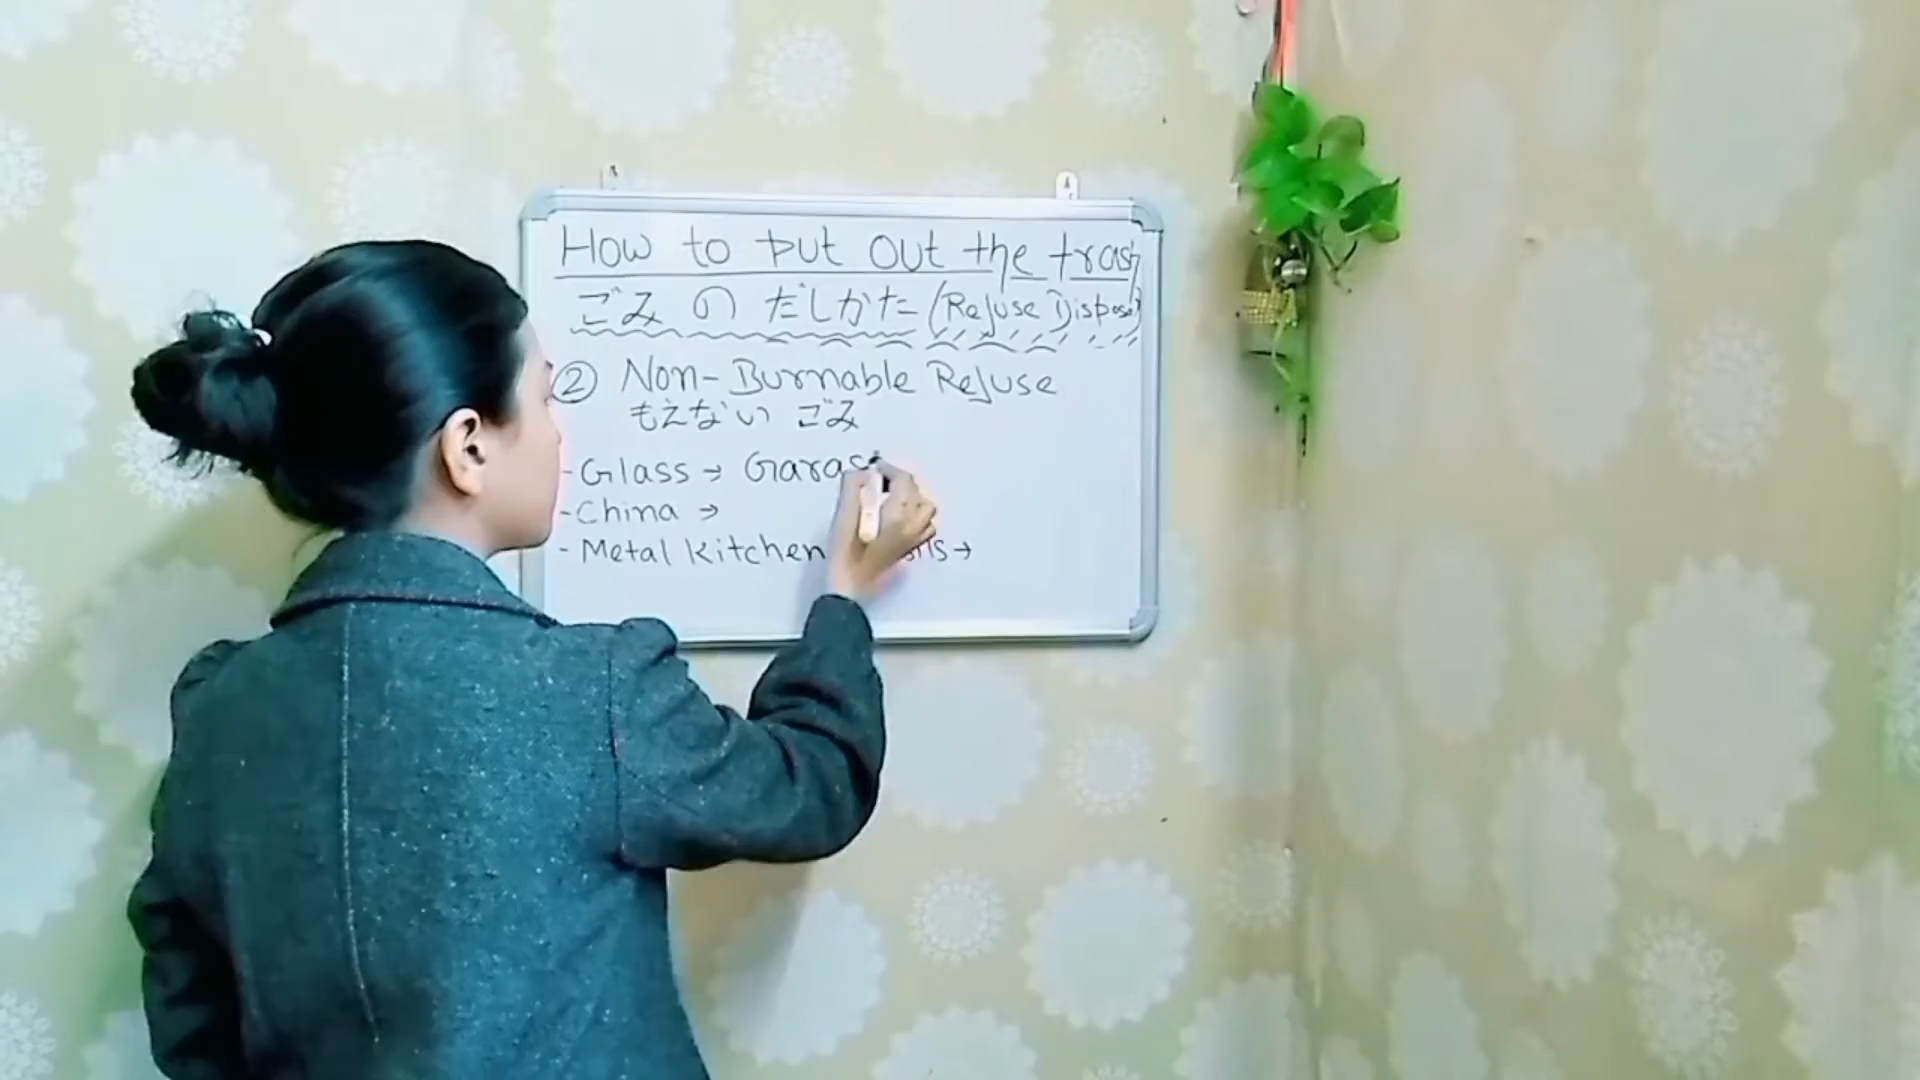 How to put out the trash
ごみ の だしかた (Refuse Disposal)
② Non-Burnable Refuse
もえない ごみ
- Glass → Garas
- China →
- Metal Kitchen →